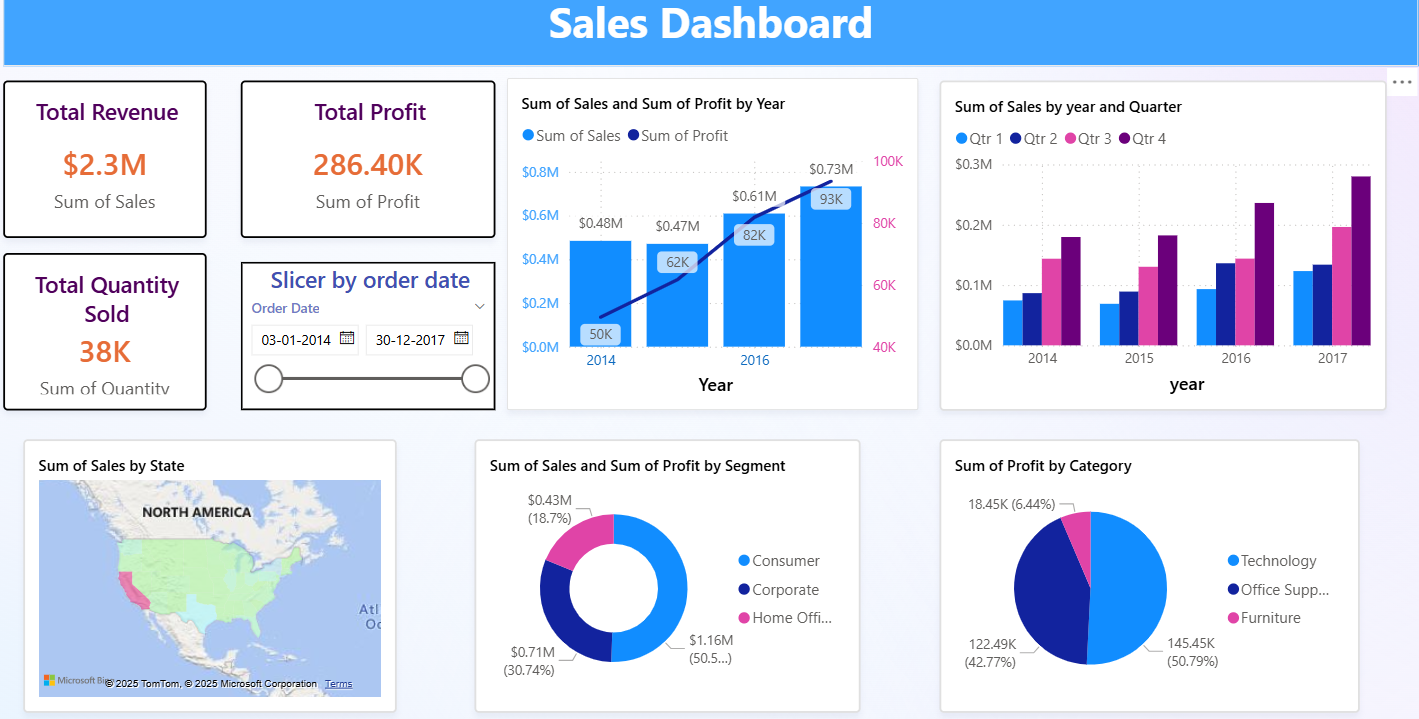 Sales Dashboard
Total Revenue
$2.3M
Sum of Sales
Total Profit
286.40K
Sum of Profit
Total Quantity
Sold
38K
Sum of Quantity
Slicer by order date
Order Date
03-01-2014 30-12-2017
Sum of Sales and Sum of Profit by Year
Sum of Sales Sum of Profit
$0.8M
$0.6M
$0.4M
$0.2M
$0.0M
$0.48M
$0.47M
$0.61M
$0.73M
50K
62K
82K
93K
100K
80K
60K
40K
2014 2016
Year
Sum of Sales by year and Quarter
Qtr 1 Qtr 2 Qtr 3 Qtr 4
$0.3M
$0.2M
$0.1M
$0.0M
2014 2015 2016 2017
year
Sum of Sales by State
NORTH AMERICA
Atl
Oc
Microsoft Bing
© 2025 TomTom, © 2025 Microsoft Corporation Terms
Sum of Sales and Sum of Profit by Segment
$0.43M
(18.7%)
$0.71M
(30.74%)
$1.16M
(50.5...)
Consumer
Corporate
Home Offi...
Sum of Profit by Category
18.45K (6.44%)
122.49K
(42.77%)
145.45K
(50.79%)
Technology
Office Supp...
Furniture